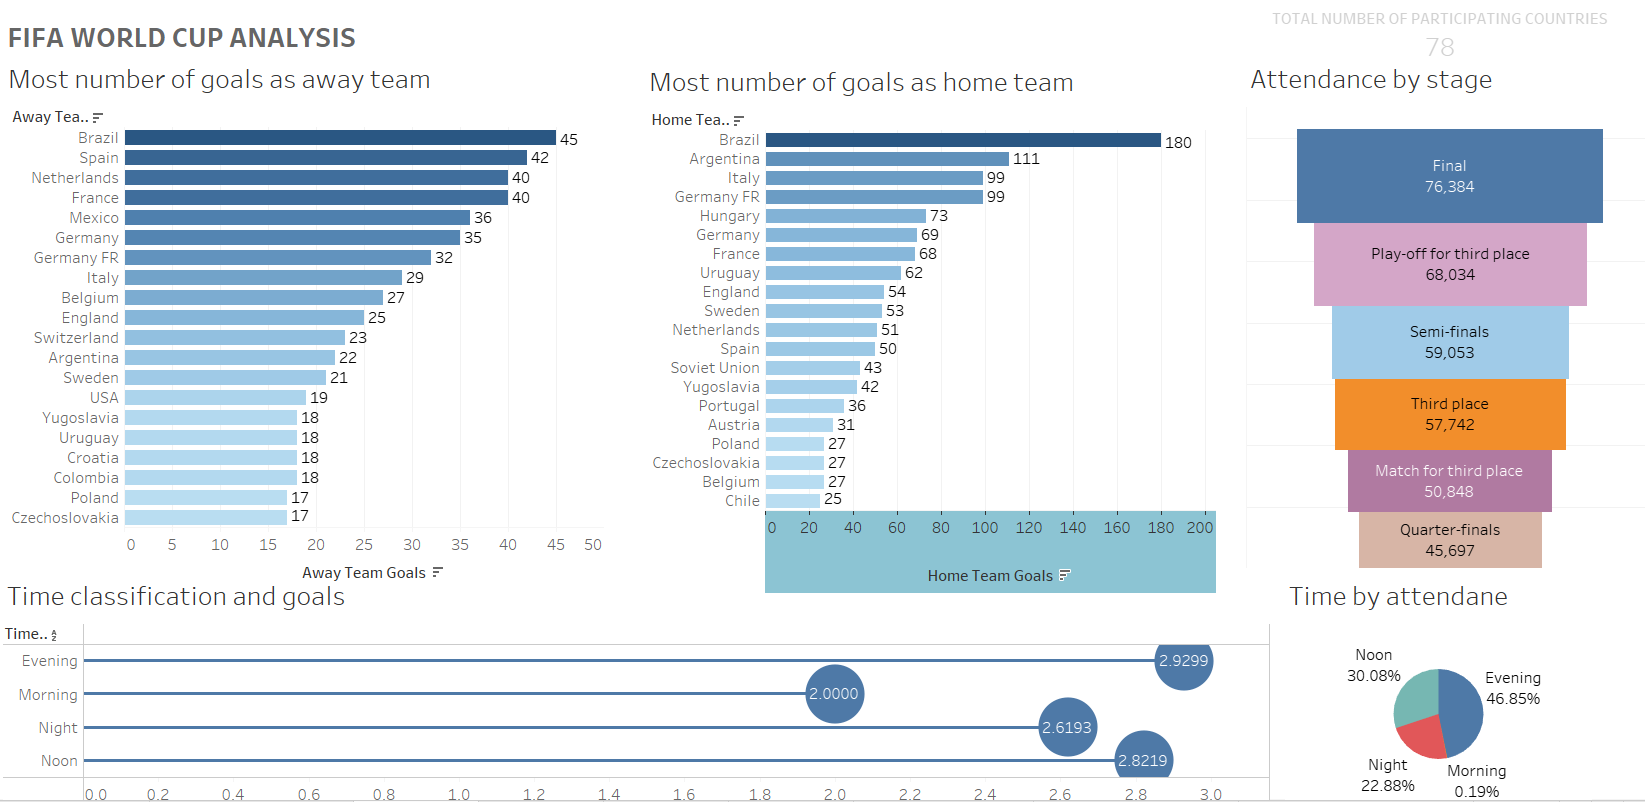 TOTAL NUMBER OF PARTICIPATING COUNTRIES
78
FIFA WORLD CUP ANALYSIS
Most number of goals as away team
Away Tea..
Brazil 45
Spain 42
Netherlands 40
France 40
Mexico 36
Germany 35
Germany FR 32
Italy 29
Belgium 27
England 25
Switzerland 23
Argentina 22
Sweden 21
USA 19
Yugoslavia 18
Uruguay 18
Croatia 18
Colombia 18
Poland 17
Czechoslovakia 17
0 5 10 15 20 25 30 35 40 45 50
Away Team Goals
Most number of goals as home team
Home Tea..
Brazil 180
Argentina 111
Italy 99
Germany FR 99
Hungary 73
Germany 69
France 68
Uruguay 62
England 54
Sweden 53
Netherlands 51
Spain 50
Soviet Union 43
Yugoslavia 42
Portugal 36
Austria 31
Poland 27
Czechoslovakia 27
Belgium 27
Chile 25
0 20 40 60 80 100 120 140 160 180 200
Home Team Goals
Attendance by stage
Final
76,384
Play-off for third place
68,034
Semi-finals
59,053
Third place
57,742
Match for third place
50,848
Quarter-finals
45,697
Time classification and goals
Time..
Evening 2.9299
Morning 2.0000
Night 2.6193
Noon 2.8219
0.0 0.2 0.4 0.6 0.8 1.0 1.2 1.4 1.6 1.8 2.0 2.2 2.4 2.6 2.8 3.0
Time by attendane
Noon
30.08%
Evening
46.85%
Night
22.88%
Morning
0.19%